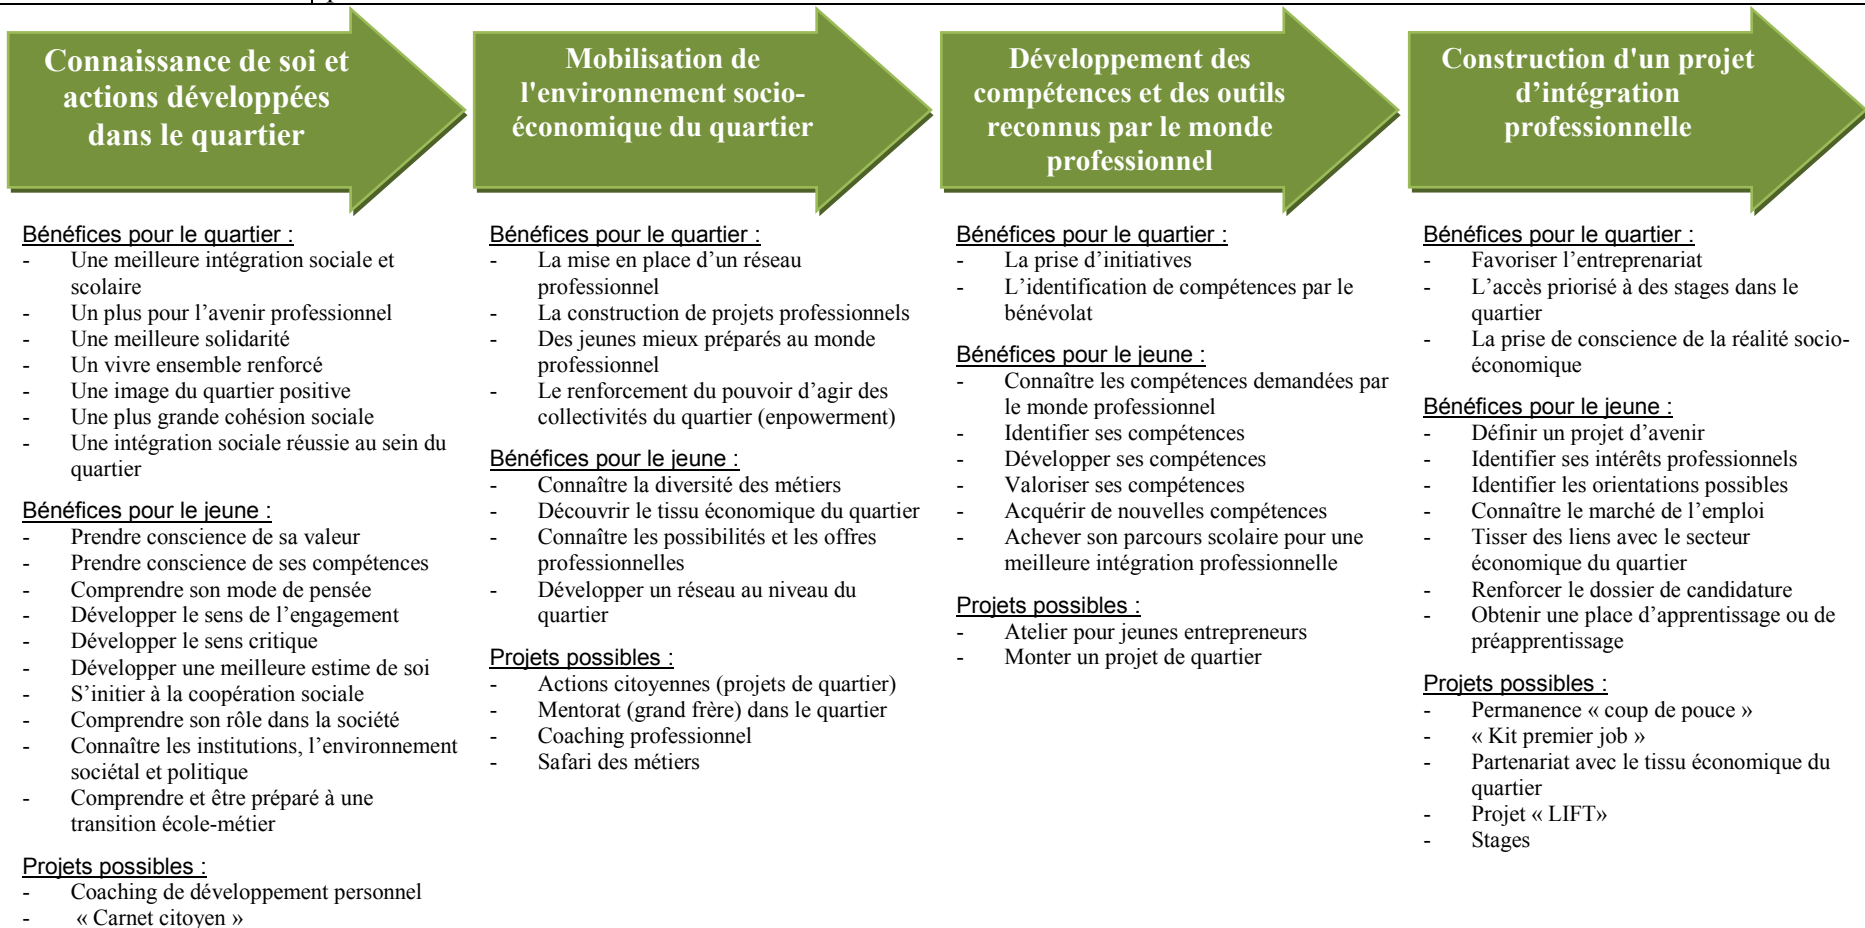 Connaissance de soi et
actions développées
dans le quartier
Bénéfices pour le quartier :
- Une meilleure intégration sociale et
scolaire
- Un plus pour l’avenir professionnel
- Une meilleure solidarité
- Un vivre ensemble renforcé
- Une image du quartier positive
- Une plus grande cohésion sociale
- Une intégration sociale réussie au sein du
quartier
Bénéfices pour le jeune :
- Prendre conscience de sa valeur
- Prendre conscience de ses compétences
- Comprendre son mode de pensée
- Développer le sens de l’engagement
- Développer le sens critique
- Développer une meilleure estime de soi
- S’initier à la coopération sociale
- Comprendre son rôle dans la société
- Connaître les institutions, l’environnement
sociétal et politique
- Comprendre et être préparé à une
transition école-métier
Projets possibles :
- Coaching de développement personnel
- « Carnet citoyen »
Mobilisation de
l'environnement socio-
économique du quartier
Bénéfices pour le quartier :
- La mise en place d’un réseau
professionnel
- La construction de projets professionnels
- Des jeunes mieux préparés au monde
professionnel
- Le renforcement du pouvoir d’agir des
collectivités du quartier (enpowerment)
Bénéfices pour le jeune :
- Connaître la diversité des métiers
- Découvrir le tissu économique du quartier
- Connaître les possibilités et les offres
professionnelles
- Développer un réseau au niveau du
quartier
Projets possibles :
- Actions citoyennes (projets de quartier)
- Mentorat (grand frère) dans le quartier
- Coaching professionnel
- Safari des métiers
Développement des
compétences et des outils
reconnus par le monde
professionnel
Bénéfices pour le quartier :
- La prise d’initiatives
- L’identification de compétences par le
bénévolat
Bénéfices pour le jeune :
- Connaître les compétences demandées par
le monde professionnel
- Identifier ses compétences
- Développer ses compétences
- Valoriser ses compétences
- Acquérir de nouvelles compétences
- Achever son parcours scolaire pour une
meilleure intégration professionnelle
Projets possibles :
- Atelier pour jeunes entrepreneurs
- Monter un projet de quartier
Construction d'un projet
d’intégration
professionnelle
Bénéfices pour le quartier :
- Favoriser l’entreprenariat
- L’accès priorisé à des stages dans le
quartier
- La prise de conscience de la réalité socio-
économique
Bénéfices pour le jeune :
- Définir un projet d’avenir
- Identifier ses intérêts professionnels
- Identifier les orientations possibles
- Connaître le marché de l’emploi
- Tisser des liens avec le secteur
économique du quartier
- Renforcer le dossier de candidature
- Obtenir une place d’apprentissage ou de
préapprentissage
Projets possibles :
- Permanence « coup de pouce »
- « Kit premier job »
- Partenariat avec le tissu économique du
quartier
- Projet « LIFT»
- Stages